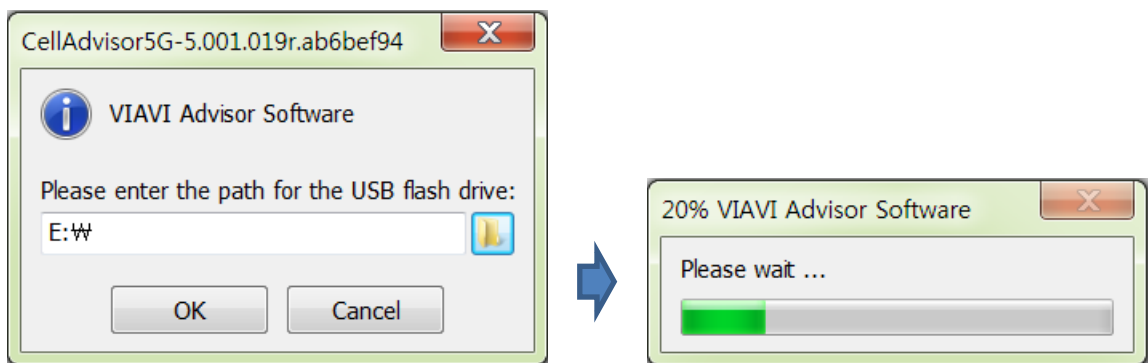 CellAdvisor5G-5.001.019r.ab6bef94
VIAVI Advisor Software
Please enter the path for the USB flash drive:
E:₩
OK
Cancel
20% VIAVI Advisor Software
Please wait ...